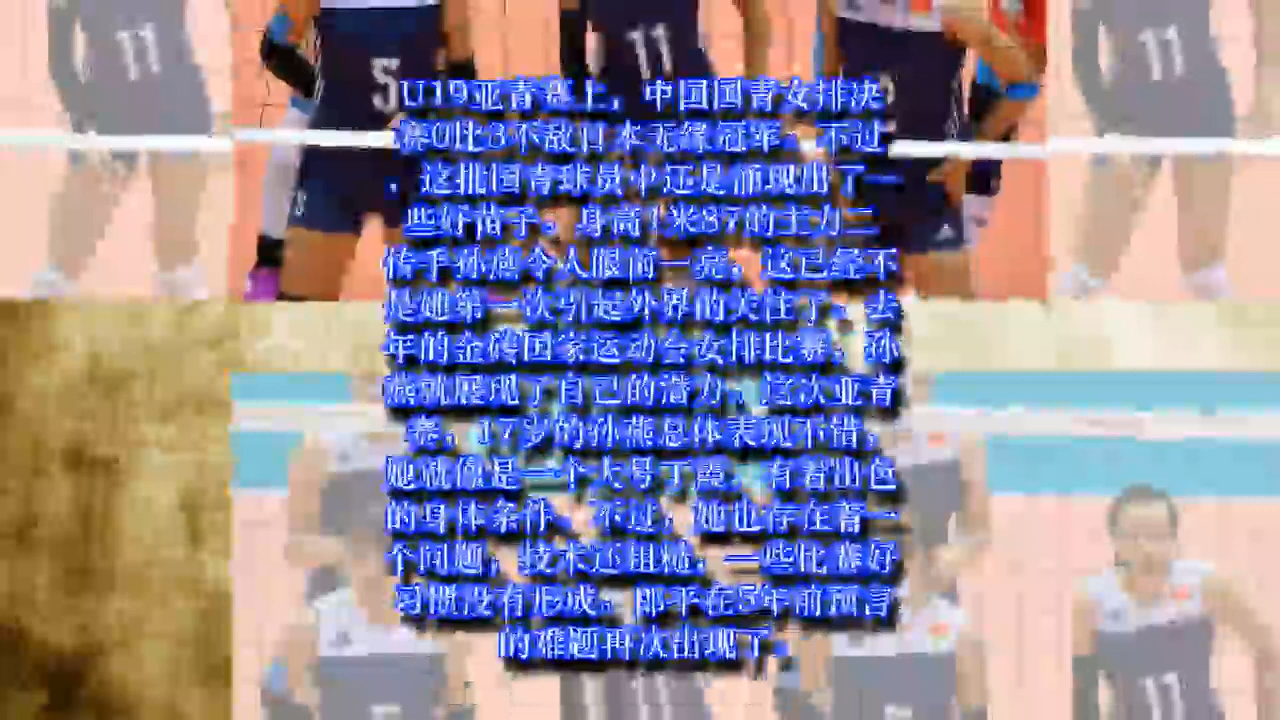 5
11
11
11
U19亚青赛上，中国国青女排决
赛0比3不敌日本无缘冠军。不过
，这批国青球员中还是涌现出了一
些好苗子。身高1米87的主力二
传手孙燕令人眼前一亮，这已经不
是她第一次引起外界的关注了。去
年的金砖国家运动会女排比赛，孙
燕就展现了自己的潜力。这次亚青
赛，17岁的孙燕总体表现不错，
她就像是一个大号丁霞，有着出色
的身体条件。不过，她也存在着一
个问题，技术还粗糙，一些比赛好
习惯没有形成。郎平在5年前预言
的难题再次出现了。
11
11